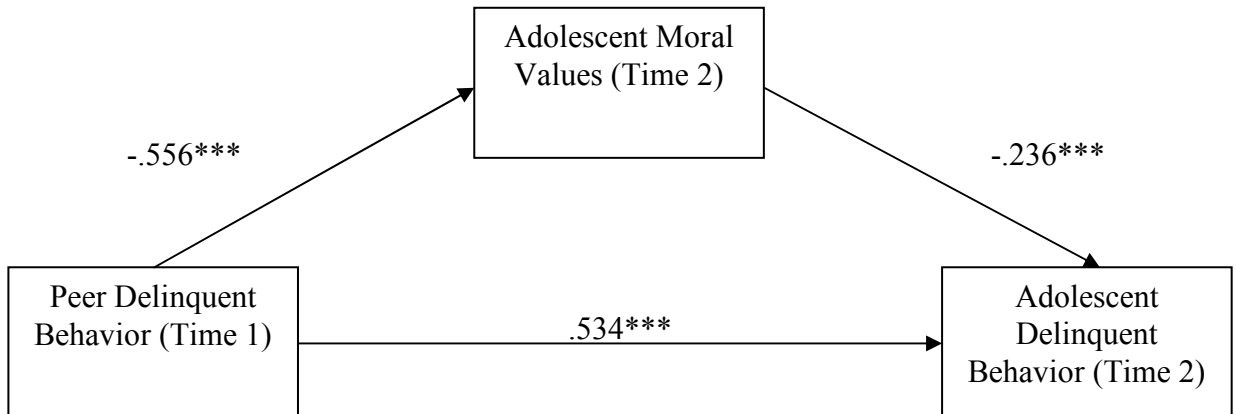 Adolescent Moral
Values (Time 2)
-.556***
-.236***
Peer Delinquent
Behavior (Time 1)
.534***
Adolescent
Delinquent
Behavior (Time 2)